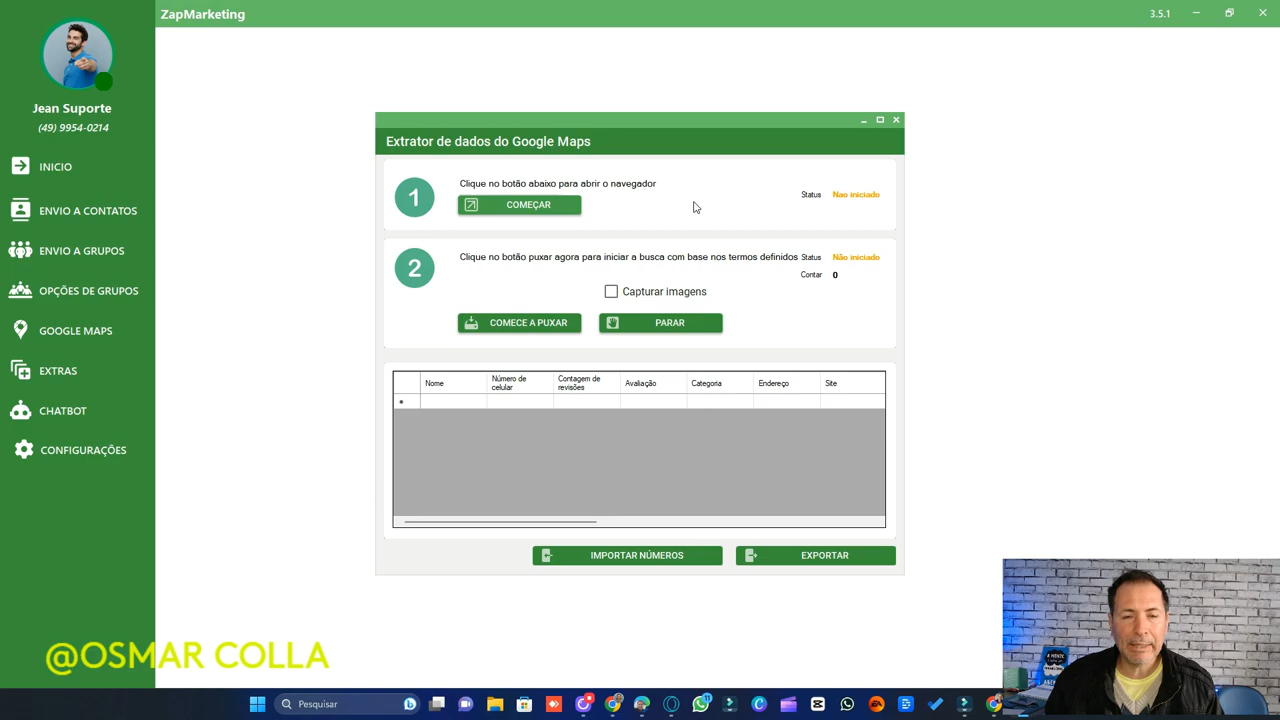 ZapMarketing
3.5.1
Jean Suporte
(49) 9954-0214
INICIO
ENVIO A CONTATOS
ENVIO A GRUPOS
OPÇÕES DE GRUPOS
GOOGLE MAPS
EXTRAS
CHATBOT
CONFIGURAÇÕES
Extrator de dados do Google Maps
1
Clique no botão abaixo para abrir o navegador
COMEÇAR
Status Nao iniciado
2
Clique no botão puxar agora para iniciar a busca com base nos termos definidos
Status Não iniciado
Contar 0
Capturar imagens
COMECE A PUXAR
PARAR
Nome Número de celular Contagem de revisões Avaliação Categoria Endereço Site
IMPORTAR NÚMEROS
EXPORTAR
@OSMAR COLLA
Pesquisar
11